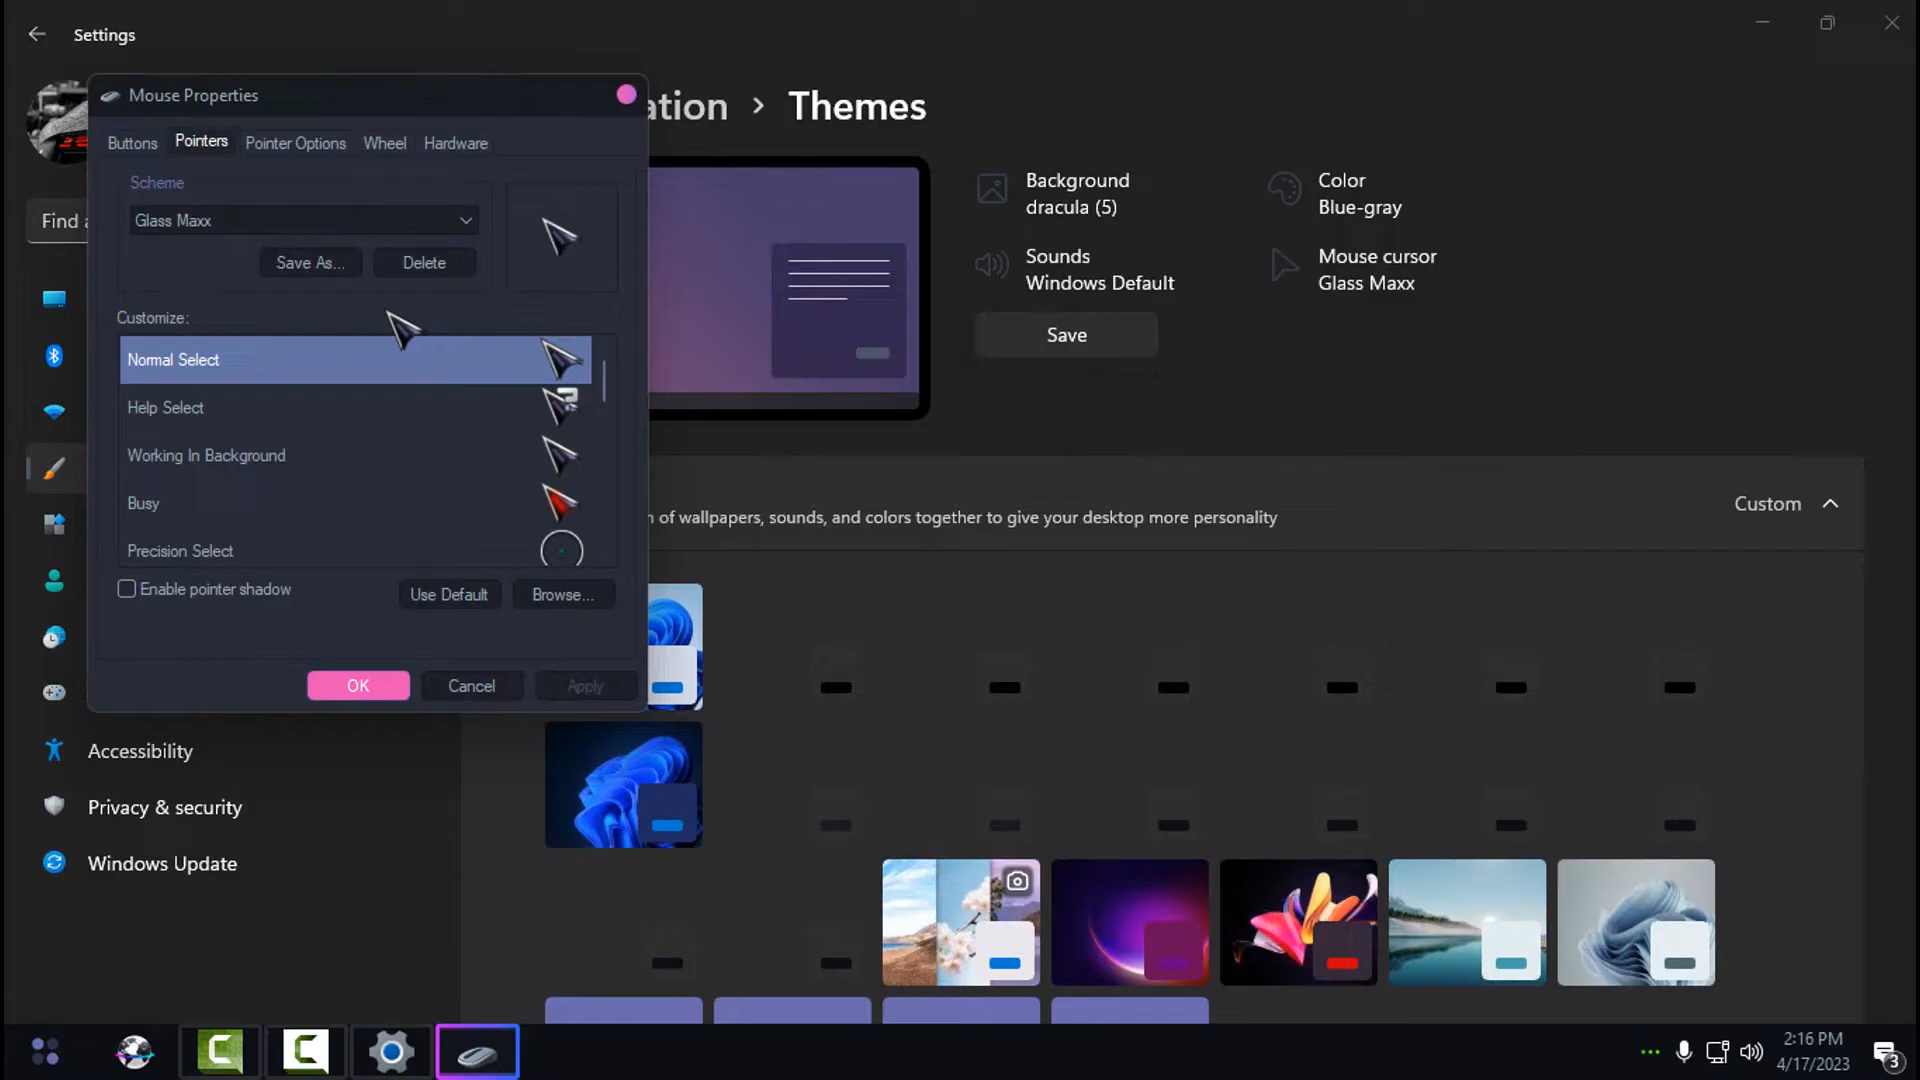 Settings
Mouse Properties
Buttons
Pointers
Pointer Options
Wheel
Hardware
Scheme
Glass Maxx
Save As...
Delete
Customize:
Normal Select
Help Select
Working In Background
Busy
Precision Select
Enable pointer shadow
Use Default
Browse...
OK
Cancel
Apply
Find a
ation > Themes
Background
dracula (5)
Color
Blue-gray
Sounds
Windows Default
Mouse cursor
Glass Maxx
Save
n of wallpapers, sounds, and colors together to give your desktop more personality
Custom
Accessibility
Privacy & security
Windows Update
2:16 PM
4/17/2023
3